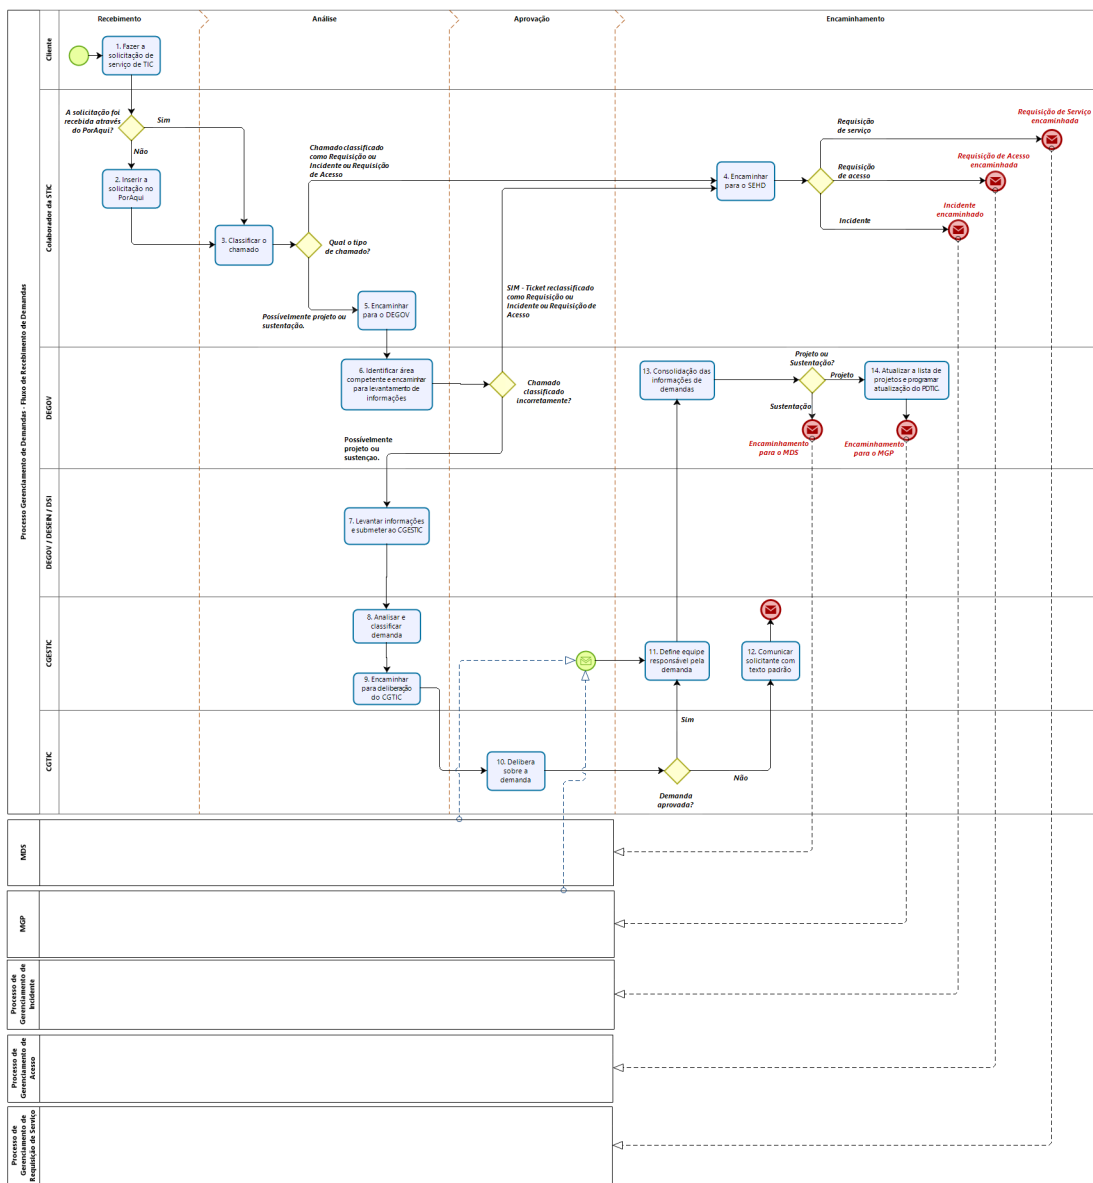 Recebimento
Análise
Aprovação
Encaminhamento
Processo Gerenciamento de Demandas - Fluxo de Recebimento de Demandas
Cliente
1. Fazer a
solicitação de
serviço de TIC
Colaborador da STIC
A solicitação foi
recebida através
do PorAqui?
Sim
Não
2. Inserir a
solicitação no
PorAqui
3. Classificar o
chamado
Chamado classificado
como Requisição ou
Incidente ou Requisição
de Acesso
Qual o tipo
de chamado?
Possívelmente projeto ou
sustentação.
5. Encaminhar
para o DEGOV
4. Encaminhar
para o SEHD
Requisição
de serviço
Requisição
de acesso
Incidente
Requisição de Serviço
encaminhada
Requisição de Acesso
encaminhada
Incidente
encaminhado
SIM - Ticket reclassificado
como Requisição ou
Incidente ou Requisição de
Acesso
DEGOV
6. Identificar área
competente e encaminhar
para levantamento de
informações
Chamado
classificado
incorretamente?
Possívelmente
projeto ou
sustençao.
13. Consolidação das
informações de
demandas
Projeto ou
Sustentação?
Projeto
Sustentação
14. Atualizar a lista de
projetos e programar
atualização do PDTIC.
Encaminhamento
para o MDS
Encaminhamento
para o MGP
DEGOV / DESEIN / DSI
7. Levantar informações
e submeter ao CGESTIC
CGESTIC
8. Analisar e
classificar
demanda
9. Encaminhar
para deliberação
do CGTIC
11. Define equipe
responsável pela
demanda
12. Comunicar
solicitante com
texto padrão
CGTIC
10. Delibera
sobre a
demanda
Sim
Não
Demanda
aprovada?
MDS
MGP
Processo de
Gerenciamento de
Incidente
Processo de
Gerenciamento de
Acesso
Processo de
Gerenciamento de
Requisição de Serviço